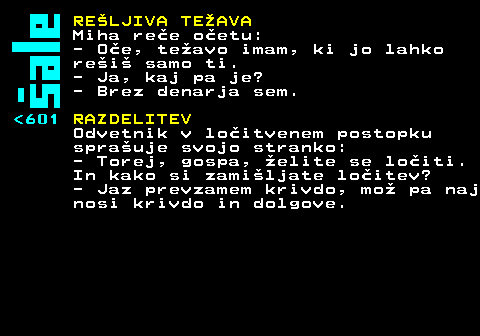 šale
REŠLJIVA TEŽAVA
Miha reče očetu:
- Oče, težavo imam, ki jo lahko
rešiš samo ti.
- Ja, kaj pa je?
- Brez denarja sem.
<601 RAZDELITEV
Odvetnik v ločitvenem postopku
sprašuje svojo stranko:
- Torej, gospa, želite se ločiti.
In kako si zamišljate ločitev?
- Jaz prevzamem krivdo, mož pa naj
nosi krivdo in dolgove.